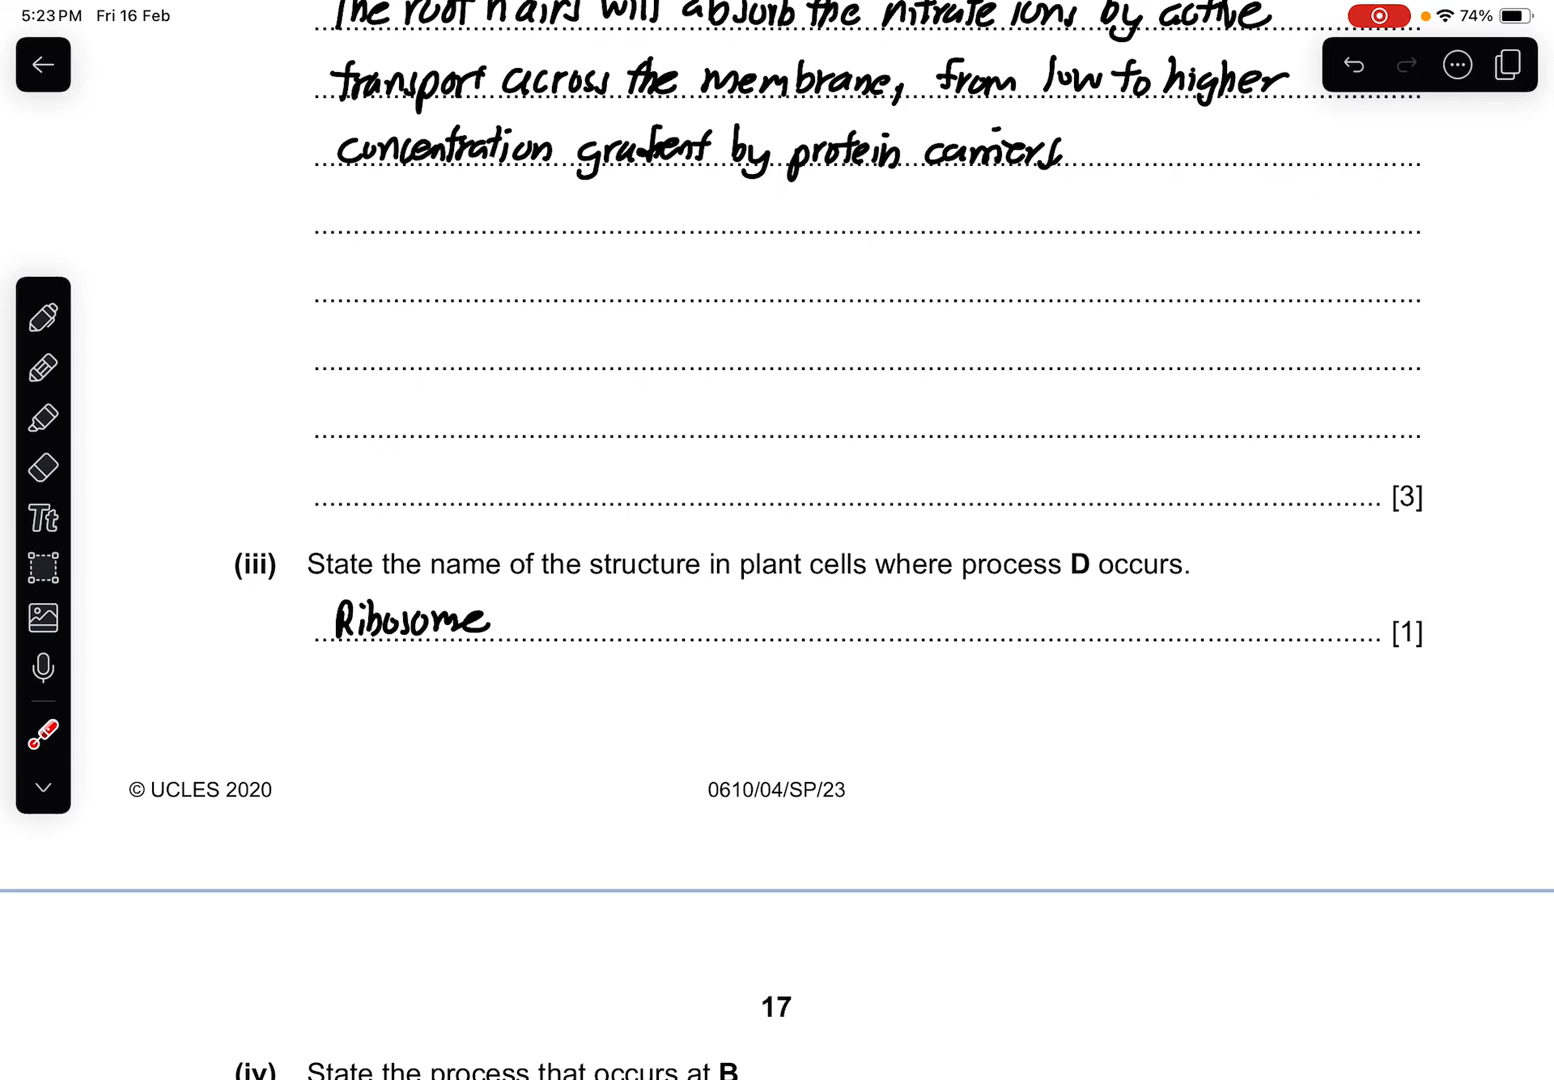 5:23 PM Fri 16 Feb
74%
The root hairs will absorb the nitrate ions by active
transport across the membrane, from low to higher
concentration gradient by protein carriers
[3]
(iii) State the name of the structure in plant cells where process D occurs.
Ribosome
[1]
Tt
© UCLES 2020
0610/04/SP/23
17
(iv) State the process that occurs at B